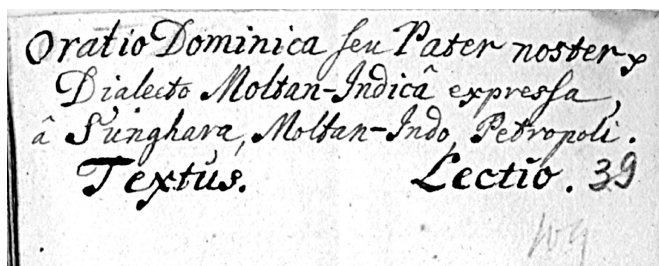 Oratio Dominica seu Pater noster,
Dialecto Moltan-Indicâ expressa,
â Sunghara, Moltan-Indo, Petropoli.
Textus. Lectio. 39